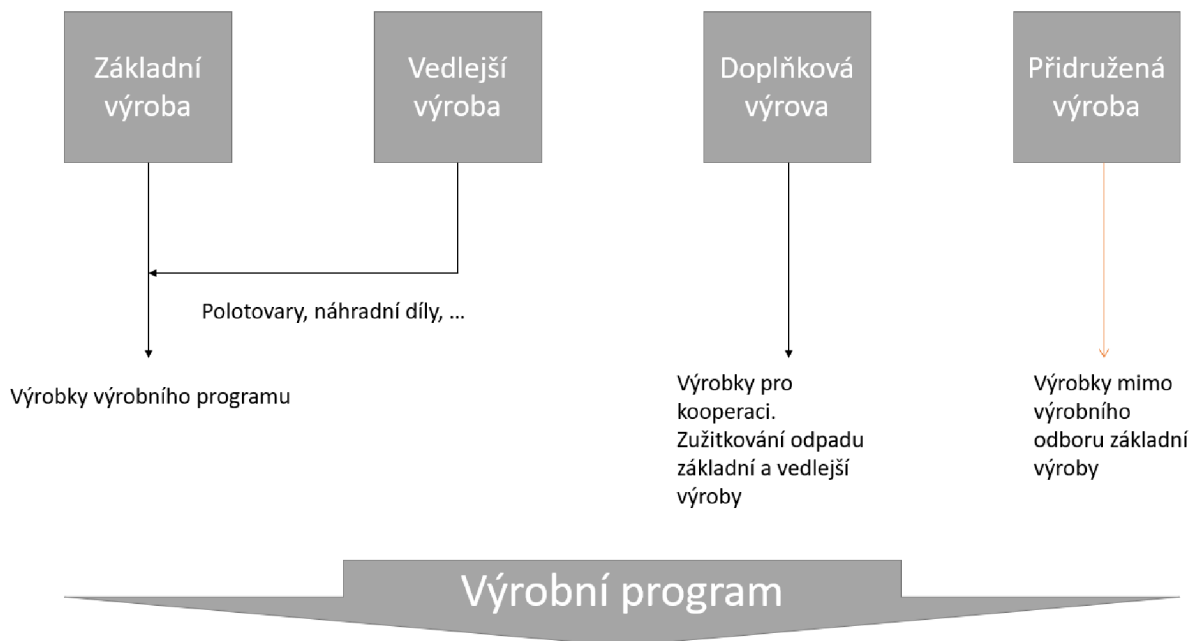 Základní
výroba
Vedlejší
výroba
Doplňková
výrova
Přidružená
výroba
Polotovary, náhradní díly, ...
Výrobky výrobního programu
Výrobky pro
kooperaci.
Zužitkování odpadu
základní a vedlejší
výroby
Výrobky mimo
výrobního
odboru základní
výroby
Výrobní program